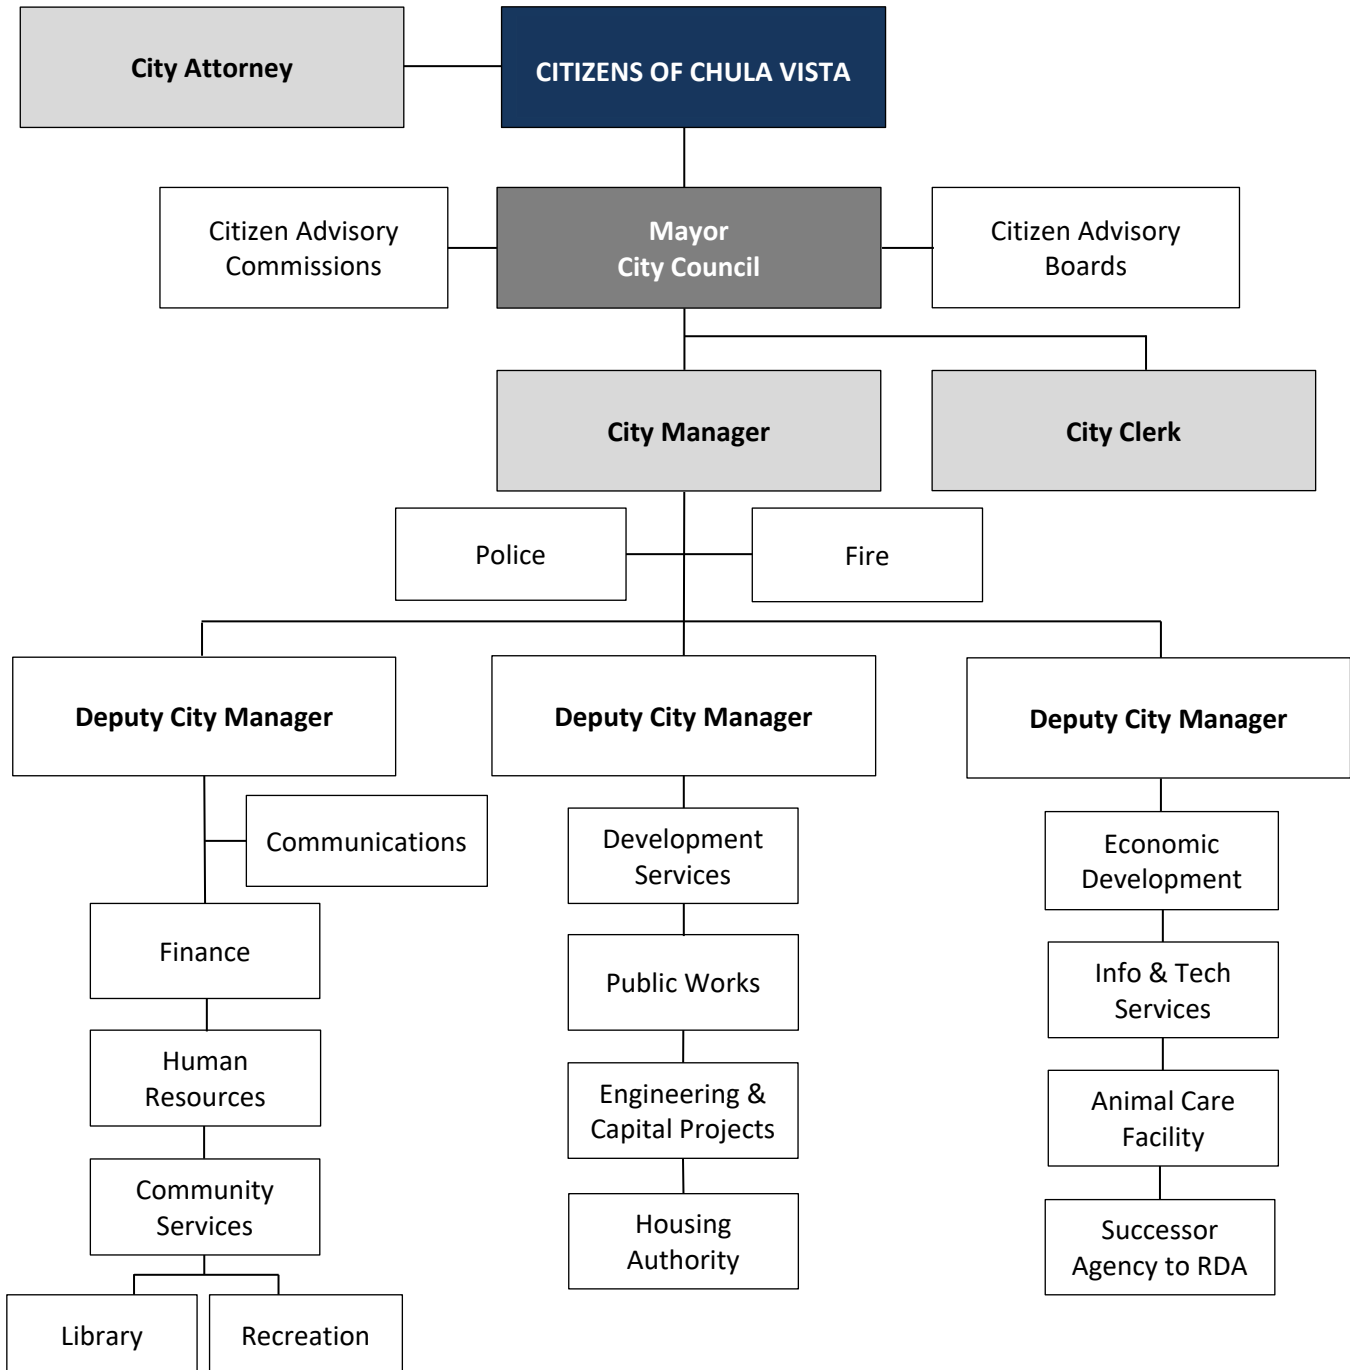 City Attorney
CITIZENS OF CHULA VISTA
Citizen Advisory
Commissions
Mayor
City Council
Citizen Advisory
Boards
City Manager
City Clerk
Police
Fire
Deputy City Manager
Deputy City Manager
Deputy City Manager
Communications
Finance
Human
Resources
Community
Services
Library
Recreation
Development
Services
Public Works
Engineering &
Capital Projects
Housing
Authority
Economic
Development
Info & Tech
Services
Animal Care
Facility
Successor
Agency to RDA